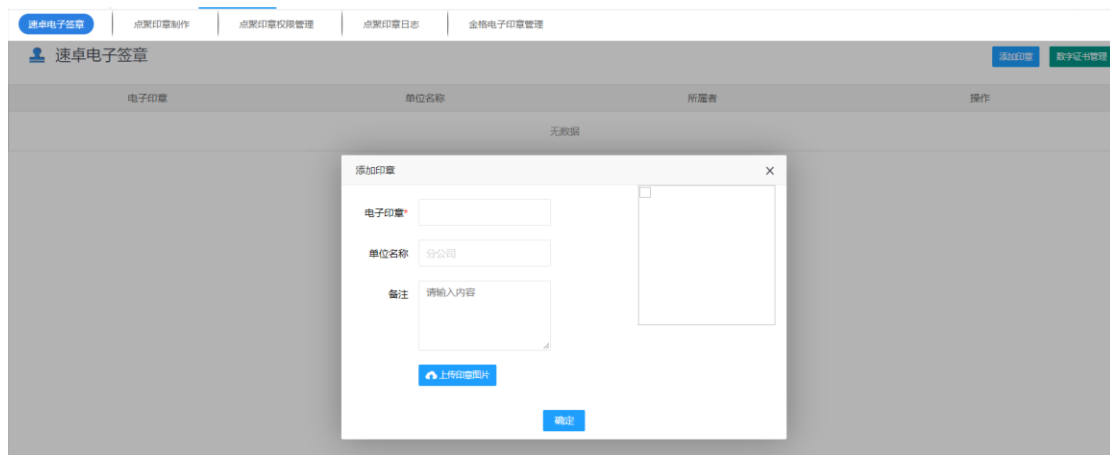 速卓电子签章 点聚印章制作 点聚印章权限管理 点聚印章日志 金格电子印章管理
速卓电子签章 添加印章 数字证书管理
电子印章 单位名称 所属者 操作
无数据
添加印章
电子印章*
单位名称 分公司
备注 请输入内容
上传印章图片
确定